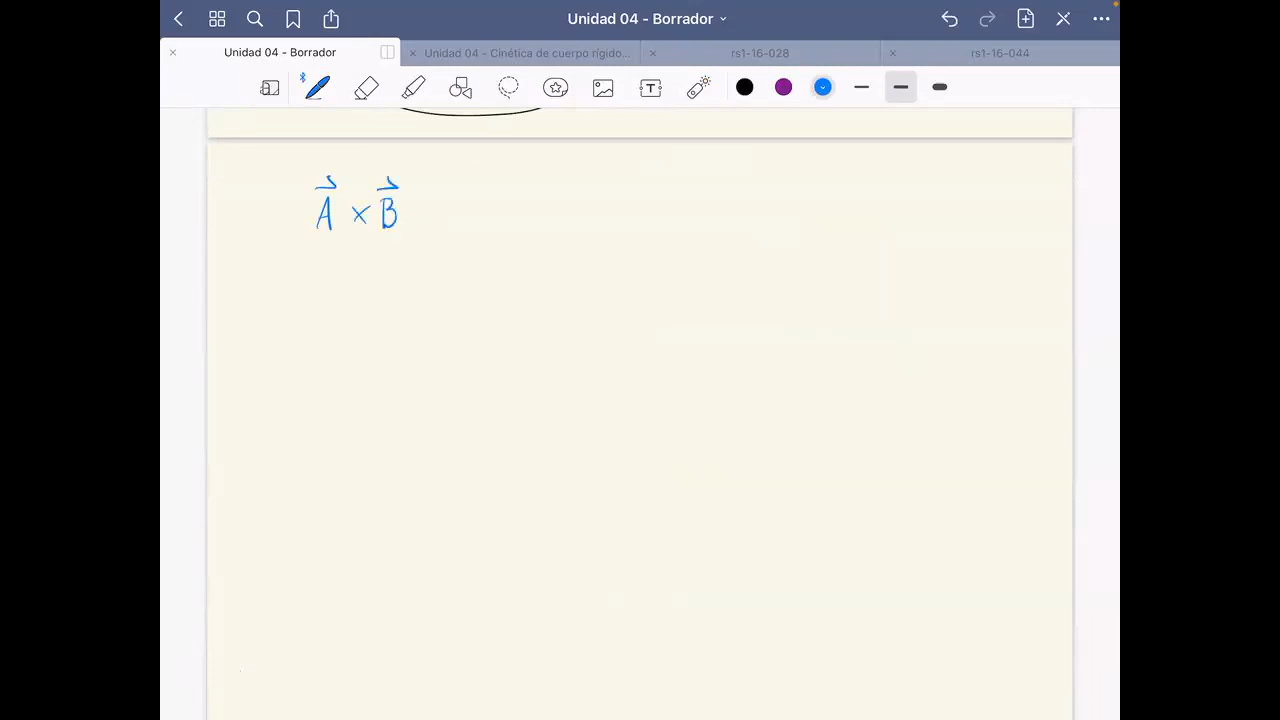 Unidad 04 - Borrador
Unidad 04 - Borrador
Unidad 04 - Cinética de cuerpo rígido...
rs1-16-028
rs1-16-044
T
A⃗ × B⃗